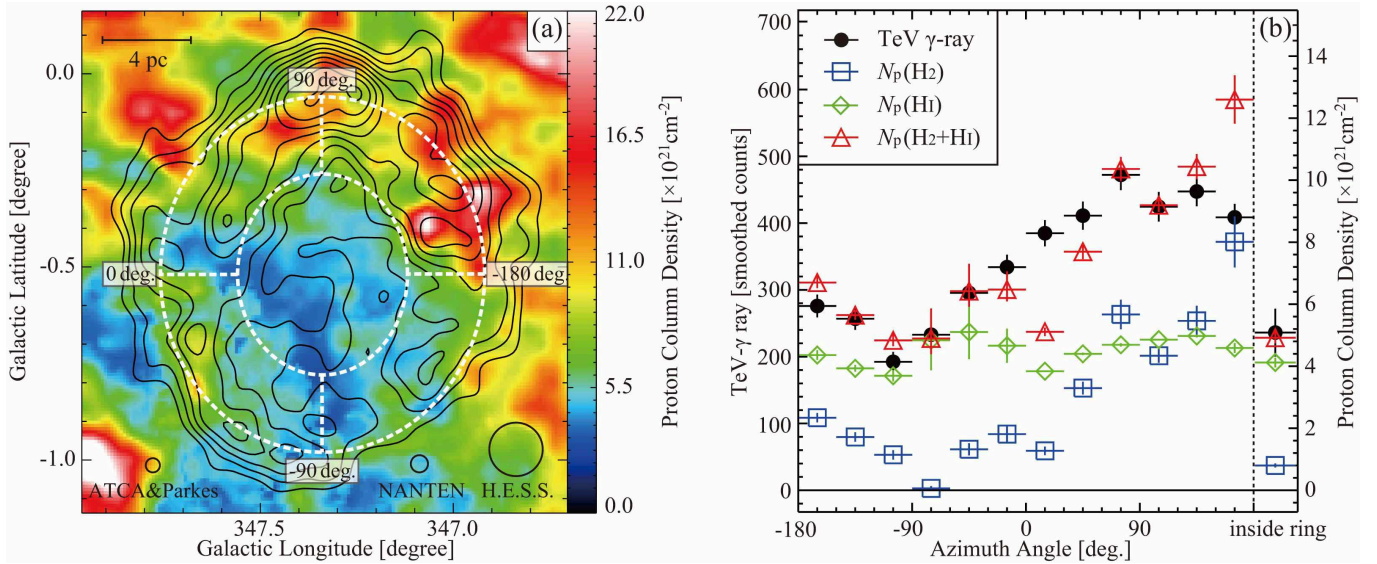 (a)
4 pc
90 deg.
0 deg.
-180 deg.
-90 deg.
ATCA&Parkes
NANTEN
H.E.S.S.
0.0
-0.5
-1.0
Galactic Latitude [degree]
347.5
347.0
Galactic Longitude [degree]
22.0
16.5
11.0
5.5
0.0
Proton Column Density [×10²¹cm⁻²]
(b)
TeV γ-ray
Nₚ(H₂)
Nₚ(HI)
Nₚ(H₂+HI)
700
600
500
400
300
200
100
0
TeV-γ ray [smoothed counts]
14
12
10
8
6
4
2
0
Proton Column Density [×10²¹cm⁻²]
-180
-90
0
90
inside ring
Azimuth Angle [deg.]